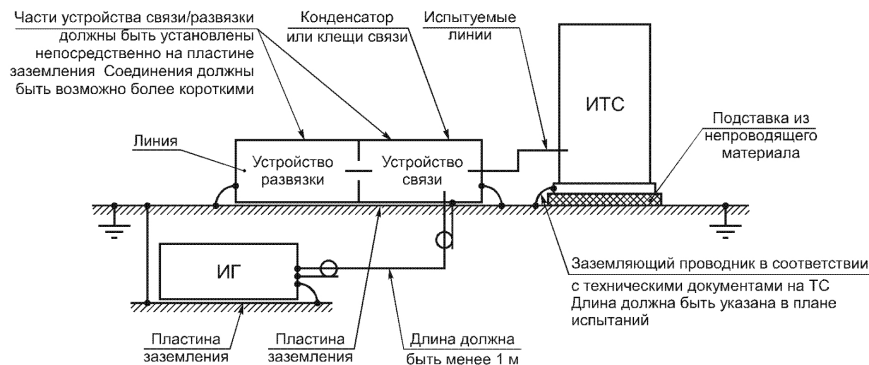 Части устройства связи/развязки
должны быть установлены
непосредственно на пластине
заземления Соединения должны
быть возможно более короткими
Конденсатор
или клещи связи
Испытуемые
линии
ИТС
Подставка из
непроводящего
материала
Линия
Устройство
развязки
Устройство
связи
ИГ
Заземляющий проводник в соответствии
с техническими документами на ТС
Длина должна быть указана в плане
испытаний
Пластина
заземления
Пластина
заземления
Длина должна
быть менее 1 м